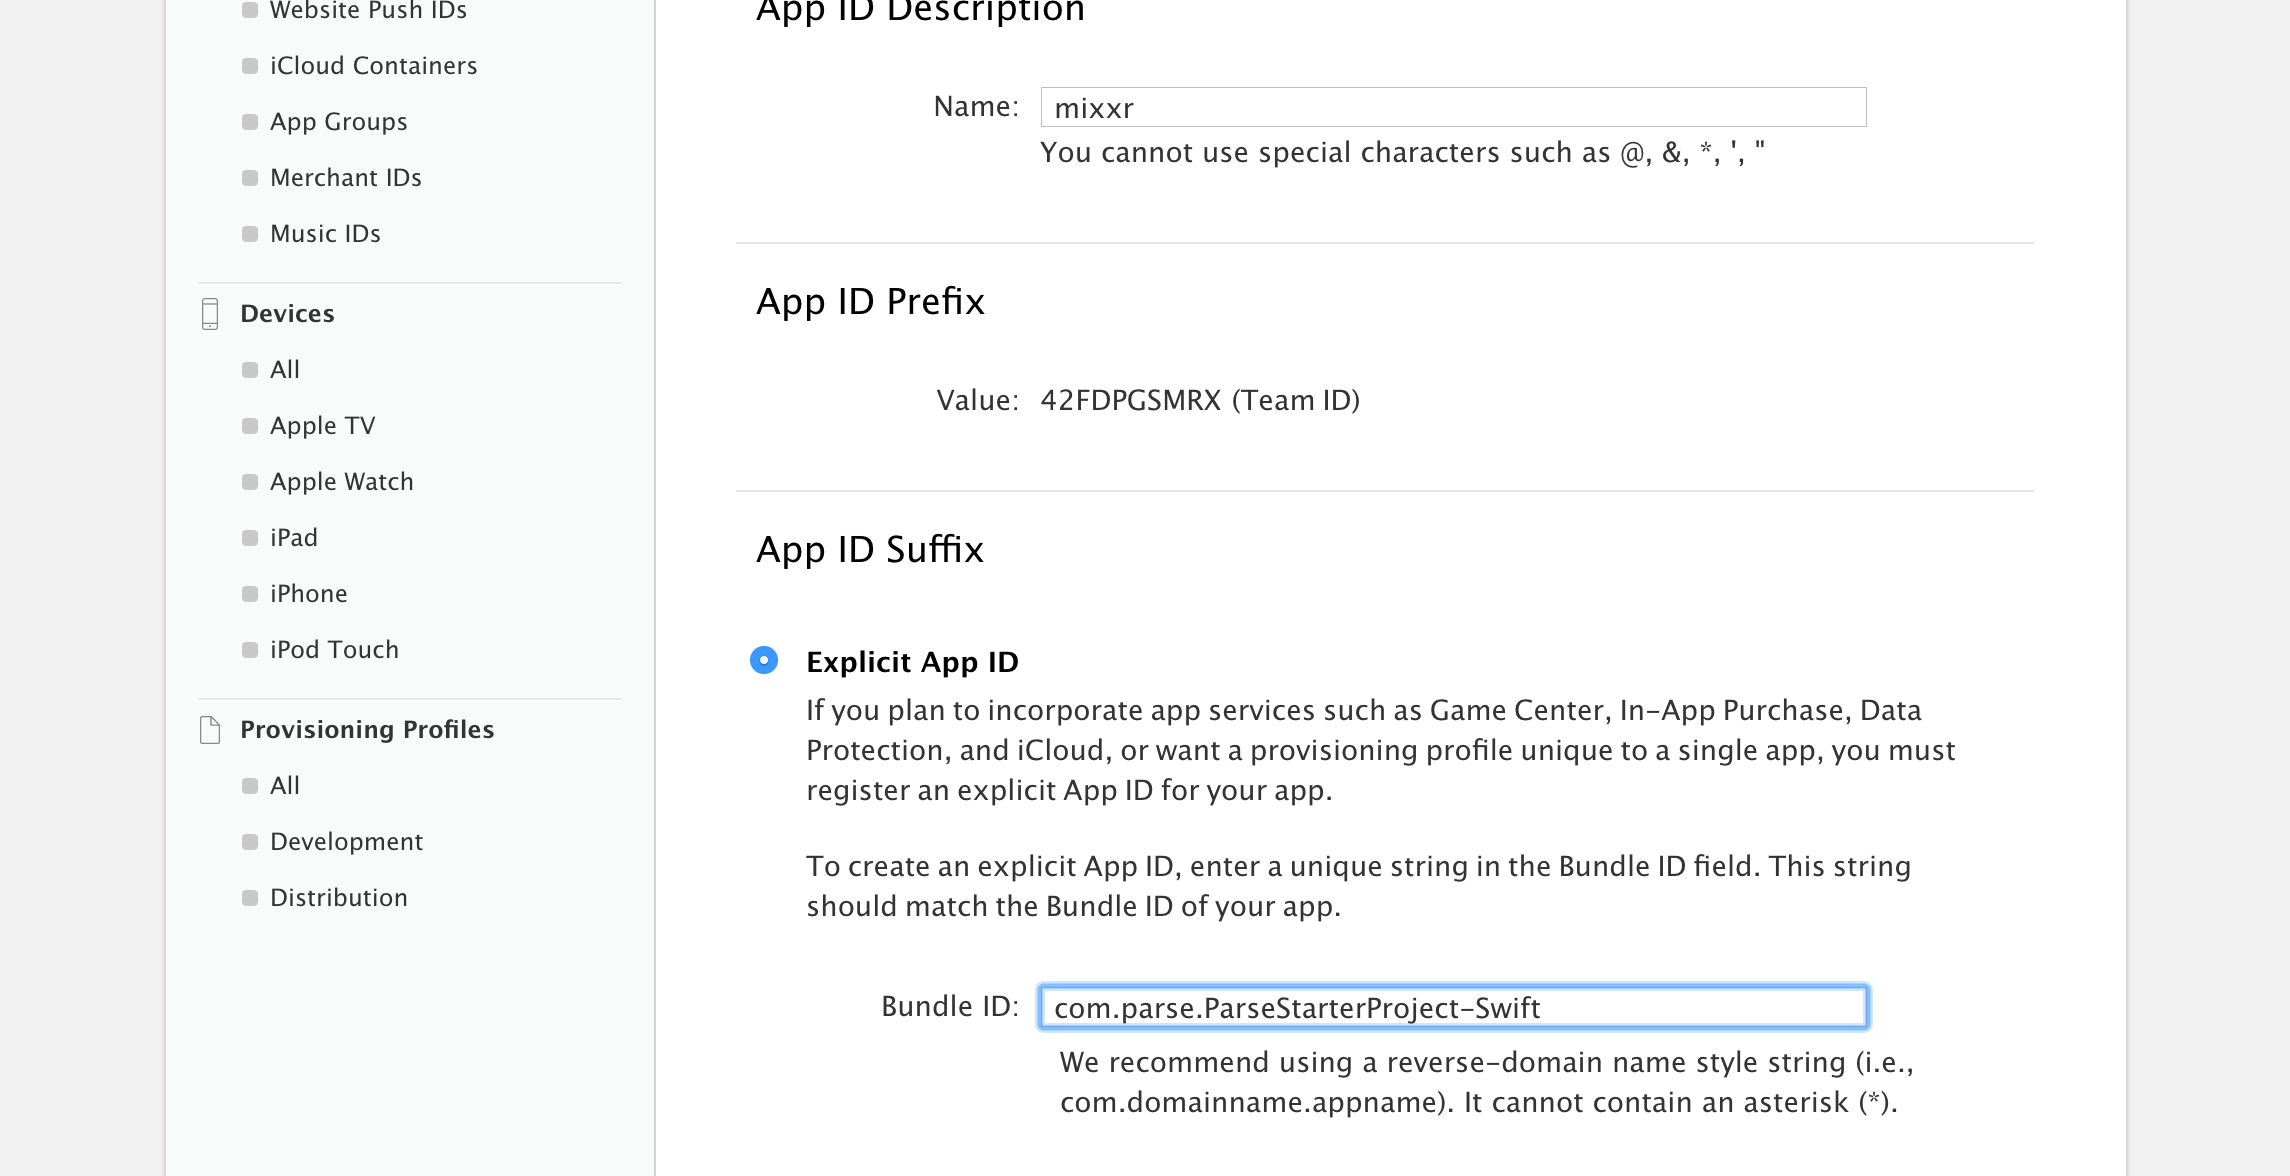 Website Push IDs
iCloud Containers
App Groups
Merchant IDs
Music IDs
Devices
All
Apple TV
Apple Watch
iPad
iPhone
iPod Touch
Provisioning Profiles
All
Development
Distribution
App ID Description
Name: mixxr
You cannot use special characters such as @, &, *, ', "
App ID Prefix
Value: 42FDPGSMRX (Team ID)
App ID Suffix
Explicit App ID
If you plan to incorporate app services such as Game Center, In-App Purchase, Data
Protection, and iCloud, or want a provisioning profile unique to a single app, you must
register an explicit App ID for your app.
To create an explicit App ID, enter a unique string in the Bundle ID field. This string
should match the Bundle ID of your app.
Bundle ID: com.parse.ParseStarterProject-Swift
We recommend using a reverse-domain name style string (i.e.,
com.domainname.appname). It cannot contain an asterisk (*).